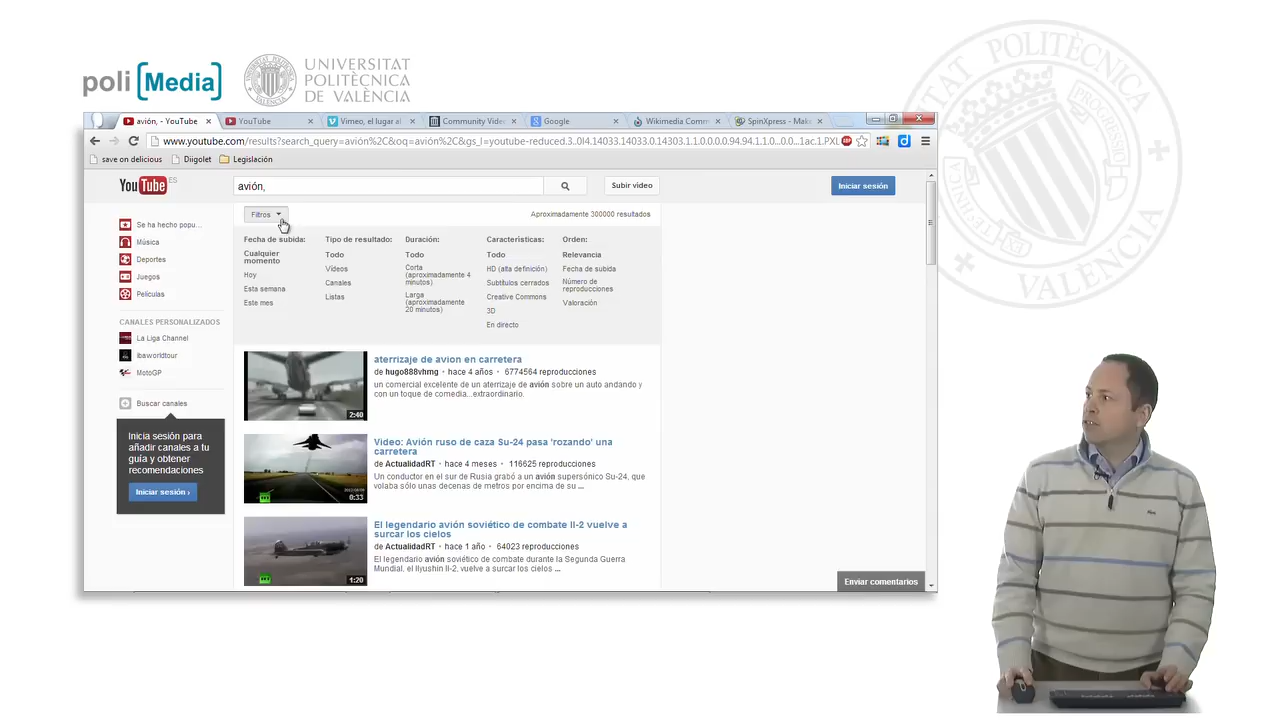 poli [Media]
UNIVERSITAT
POLITÈCNICA
DE VALÈNCIA
avión, - YouTube
YouTube
Vimeo, el lugar al
Community Video
Google
Wikimedia Comm
SpinXpress - Make
www.youtube.com/results?search_query=avión%2C&oq=avión%2C&gs_l=youtube-reduced.3..0l4.14033.14033.0.14303.1.1.0.0.0.0.94.94.1.1.0...0.0...1ac.1.PXL
save on delicious
Diigolet
Legislación
YouTube ES
avión,
Subir vídeo
Iniciar sesión
Filtros
Aproximadamente 300000 resultados
Se ha hecho popu...
Música
Deportes
Juegos
Películas
CANALES PERSONALIZADOS
La Liga Channel
ibaworldtour
MotoGP
Buscar canales
Inicia sesión para
añadir canales a tu
guía y obtener
recomendaciones
Iniciar sesión ›
Fecha de subida:
Cualquier
momento
Hoy
Esta semana
Este mes
Tipo de resultado:
Todo
Vídeos
Canales
Listas
Duración:
Todo
Corta
(aproximadamente 4
minutos)
Larga
(aproximadamente
20 minutos)
Características:
Todo
HD (alta definición)
Subtítulos cerrados
Creative Commons
3D
En directo
Orden:
Relevancia
Fecha de subida
Número de
reproducciones
Valoración
2:40
aterrizaje de avion en carretera
de hugo888vhmg · hace 4 años · 6774564 reproducciones
un comercial excelente de un aterrizaje de avión sobre un auto andando y
con un toque de comedia...extraordinario.
0:33
Video: Avión ruso de caza Su-24 pasa 'rozando' una
carretera
de ActualidadRT · hace 4 meses · 116625 reproducciones
Un conductor en el sur de Rusia grabó a un avión supersónico Su-24, que
volaba sólo unas decenas de metros por encima de su ...
1:20
El legendario avión soviético de combate Il-2 vuelve a
surcar los cielos
de ActualidadRT · hace 1 año · 64023 reproducciones
El legendario avión soviético de combate durante la Segunda Guerra
Mundial, el Ilyushin Il-2, vuelve a surcar los cielos ...
Enviar comentarios